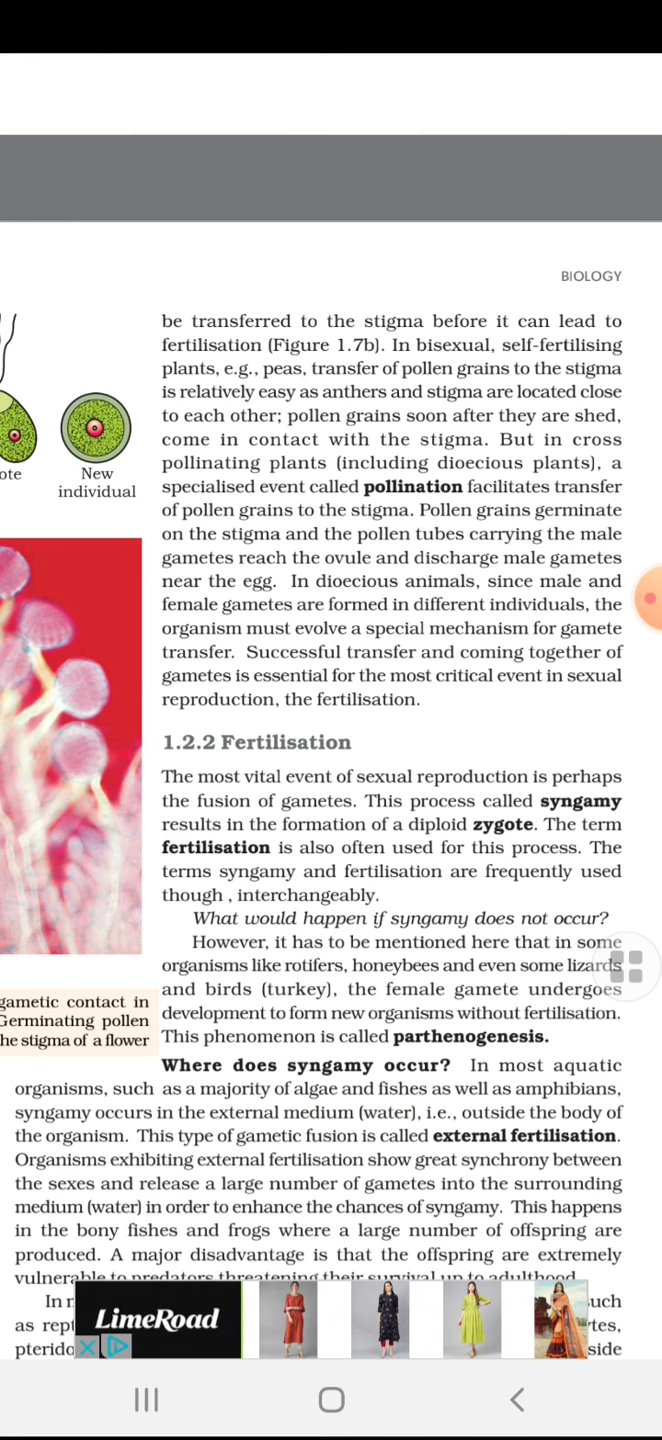 BIOLOGY
be transferred to the stigma before it can lead to
fertilisation (Figure 1.7b). In bisexual, self-fertilising
plants, e.g., peas, transfer of pollen grains to the stigma
is relatively easy as anthers and stigma are located close
to each other; pollen grains soon after they are shed,
come in contact with the stigma. But in cross
pollinating plants (including dioecious plants), a
specialised event called pollination facilitates transfer
of pollen grains to the stigma. Pollen grains germinate
on the stigma and the pollen tubes carrying the male
gametes reach the ovule and discharge male gametes
near the egg. In dioecious animals, since male and
female gametes are formed in different individuals, the
organism must evolve a special mechanism for gamete
transfer. Successful transfer and coming together of
gametes is essential for the most critical event in sexual
reproduction, the fertilisation.
ote
New
individual
1.2.2 Fertilisation
The most vital event of sexual reproduction is perhaps
the fusion of gametes. This process called syngamy
results in the formation of a diploid zygote. The term
fertilisation is also often used for this process. The
terms syngamy and fertilisation are frequently used
though , interchangeably.
What would happen if syngamy does not occur?
However, it has to be mentioned here that in some
organisms like rotifers, honeybees and even some lizards
and birds (turkey), the female gamete undergoes
development to form new organisms without fertilisation.
This phenomenon is called parthenogenesis.
gametic contact in
Germinating pollen
he stigma of a flower
Where does syngamy occur? In most aquatic
organisms, such as a majority of algae and fishes as well as amphibians,
syngamy occurs in the external medium (water), i.e., outside the body of
the organism. This type of gametic fusion is called external fertilisation.
Organisms exhibiting external fertilisation show great synchrony between
the sexes and release a large number of gametes into the surrounding
medium (water) in order to enhance the chances of syngamy. This happens
in the bony fishes and frogs where a large number of offspring are
produced. A major disadvantage is that the offspring are extremely
vulnerable to predators threatening their survival up to adulthood.
In
uch
as rept
tes,
pterido
side
LimeRoad